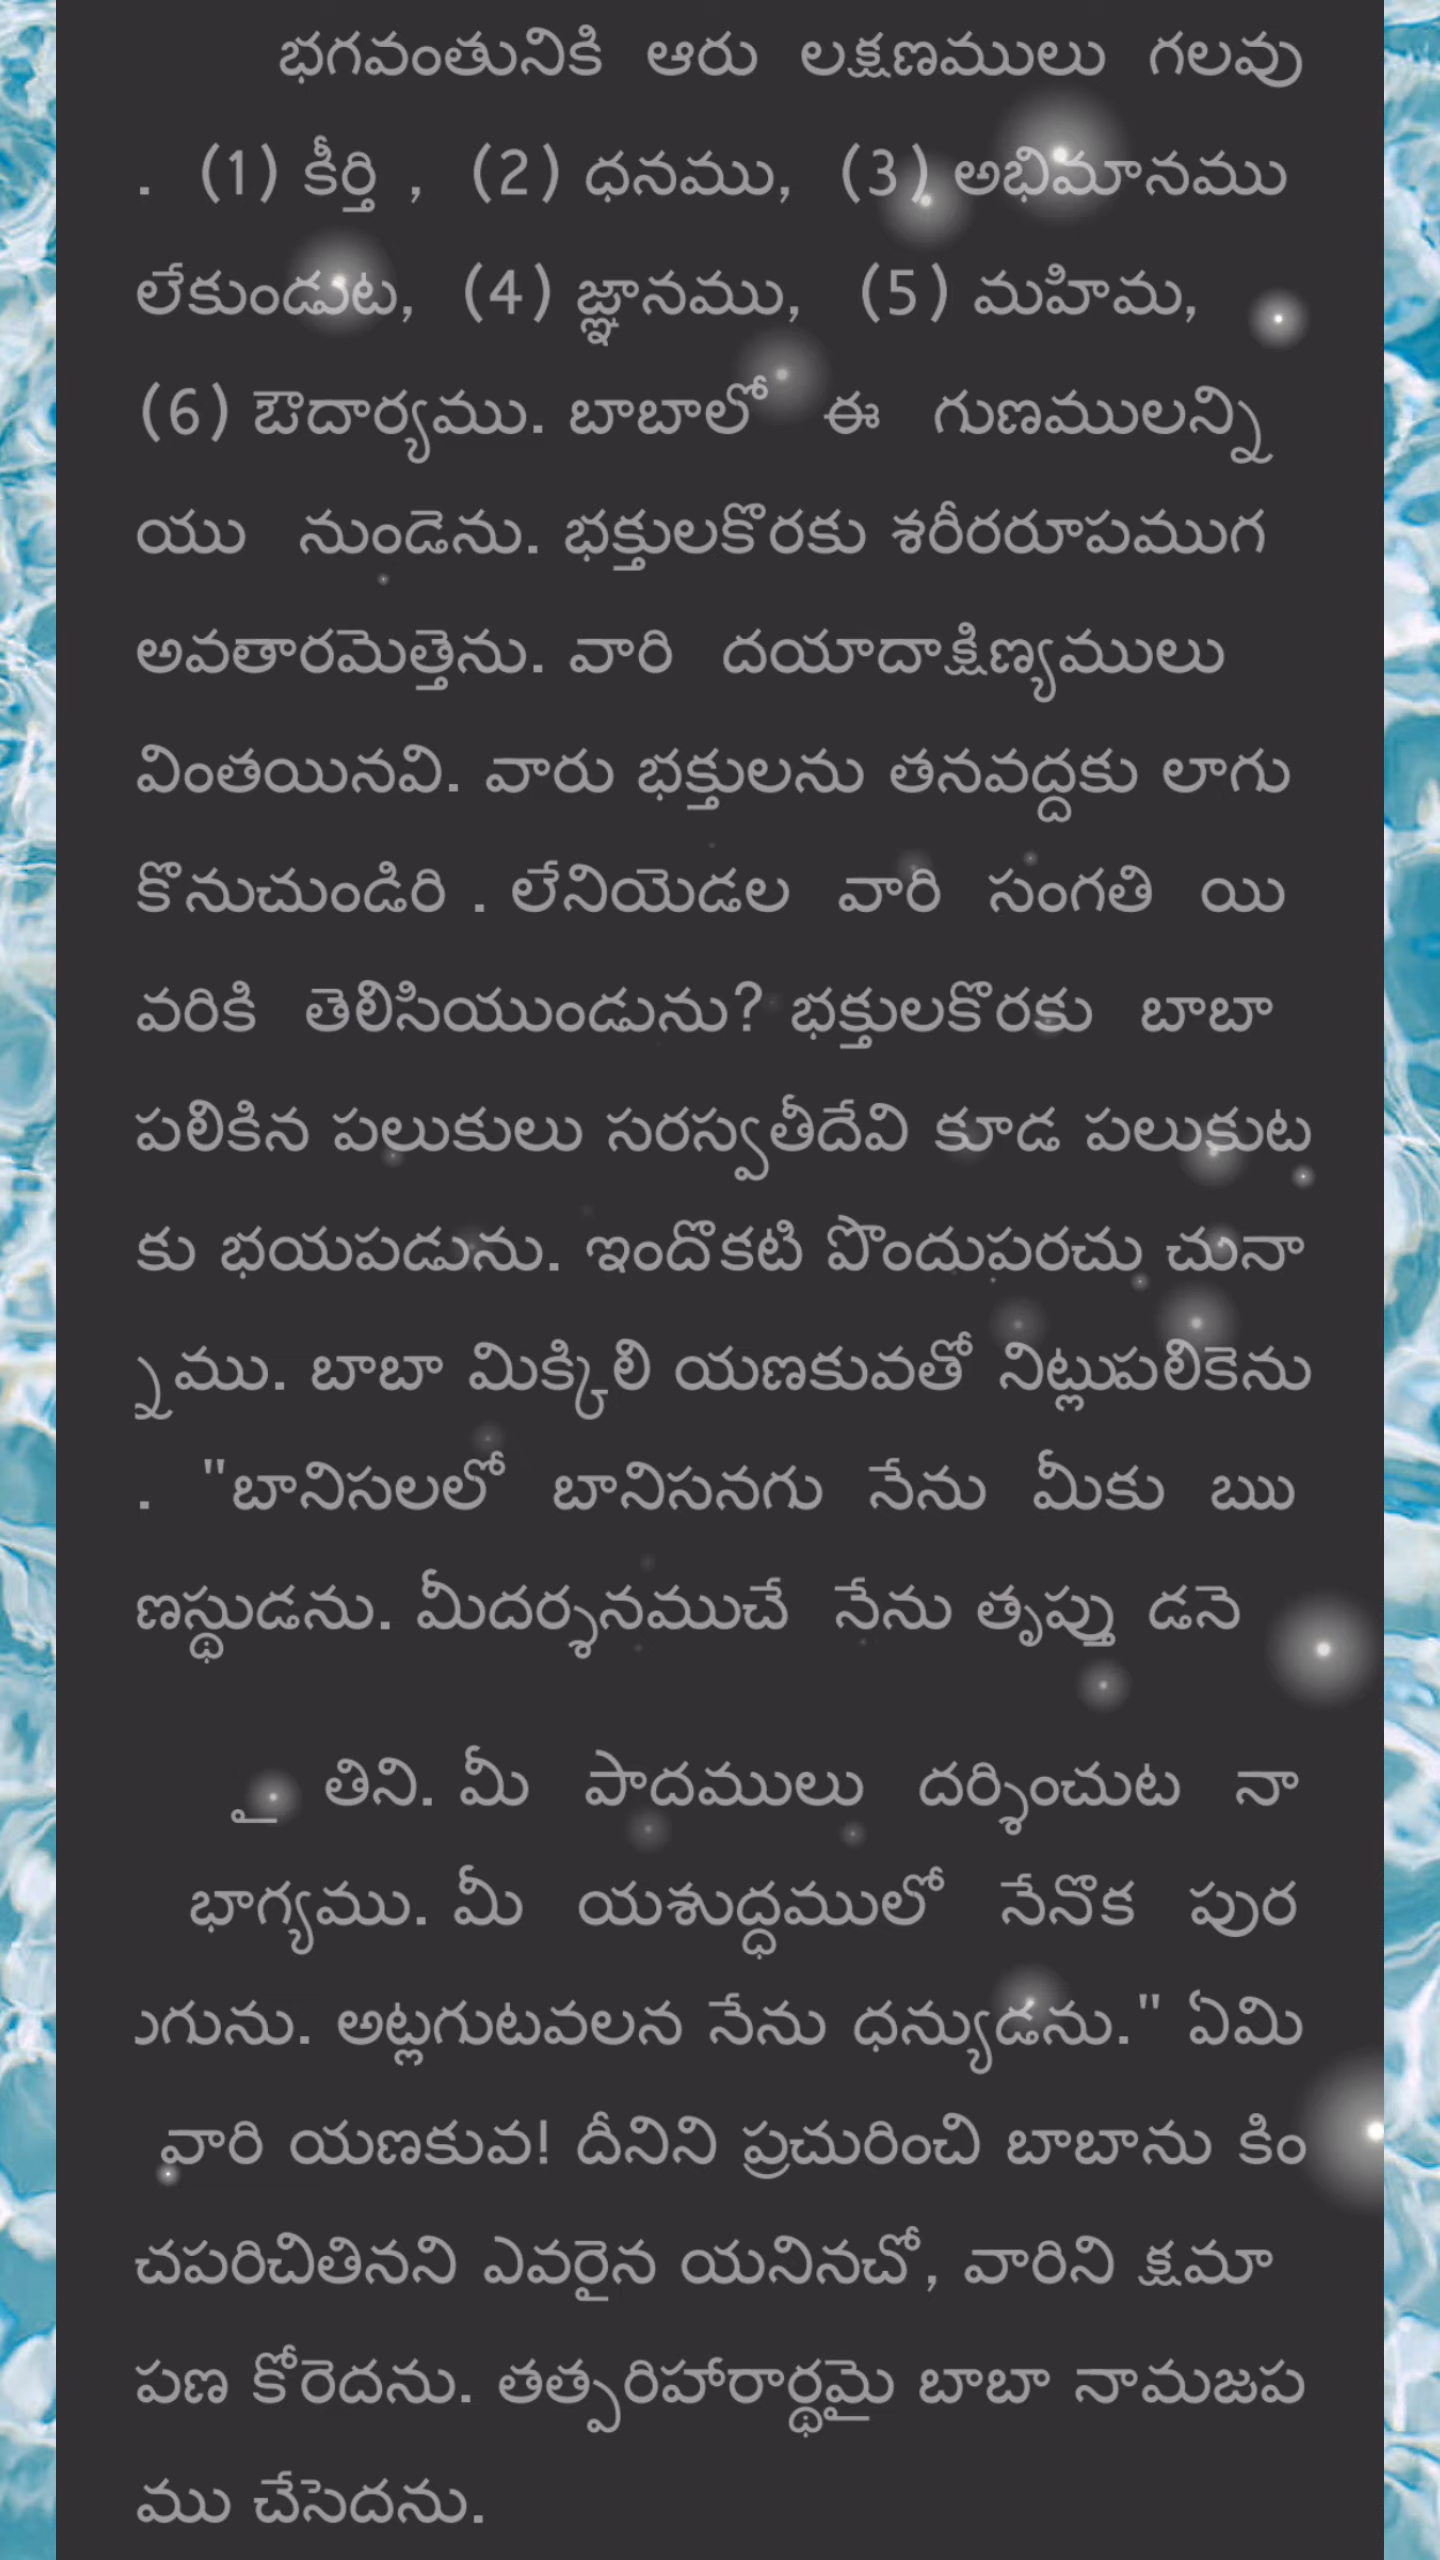 భగవంతునికి ఆరు లక్షణములు గలవు
. (1) కీర్తి , (2) ధనము, (3) అభిమానము
లేకుండుట, (4) జ్ఞానము, (5) మహిమ,
(6) ఔదార్యము. బాబాలో ఈ గుణములన్ని
యు నుండెను. భక్తులకొరకు శరీరరూపముగ
అవతారమెత్తెను. వారి దయాదాక్షిణ్యములు
వింతయినవి. వారు భక్తులను తనవద్దకు లాగు
కొనుచుండిరి . లేనియెడల వారి సంగతి యి
వరికి తెలిసియుండును? భక్తులకొరకు బాబా
పలికిన పలుకులు సరస్వతీదేవి కూడ పలుకుట
కు భయపడును. ఇందొకటి పొందుపరచు చునా
్నము. బాబా మిక్కిలి యణకువతో నిట్లుపలికెను
. "బానిసలలో బానిసనగు నేను మీకు ఋ
ణస్థుడను. మీదర్శనముచే నేను తృప్తు డనె
ౖ తిని. మీ పాదములు దర్శించుట నా
భాగ్యము. మీ యశుద్ధములో నేనొక పుర
ుగును. అట్లగుటవలన నేను ధన్యుడను." ఏమి
వారి యణకువ! దీనిని ప్రచురించి బాబాను కిం
చపరిచితినని ఎవరైన యనినచో, వారిని క్షమా
పణ కోరెదను. తత్పరిహారార్థమై బాబా నామజప
ము చేసెదను.